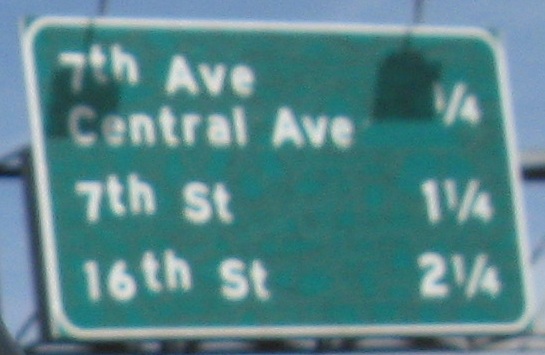 7th Ave
Central Ave ¼
7th St 1¼
16th St 2¼